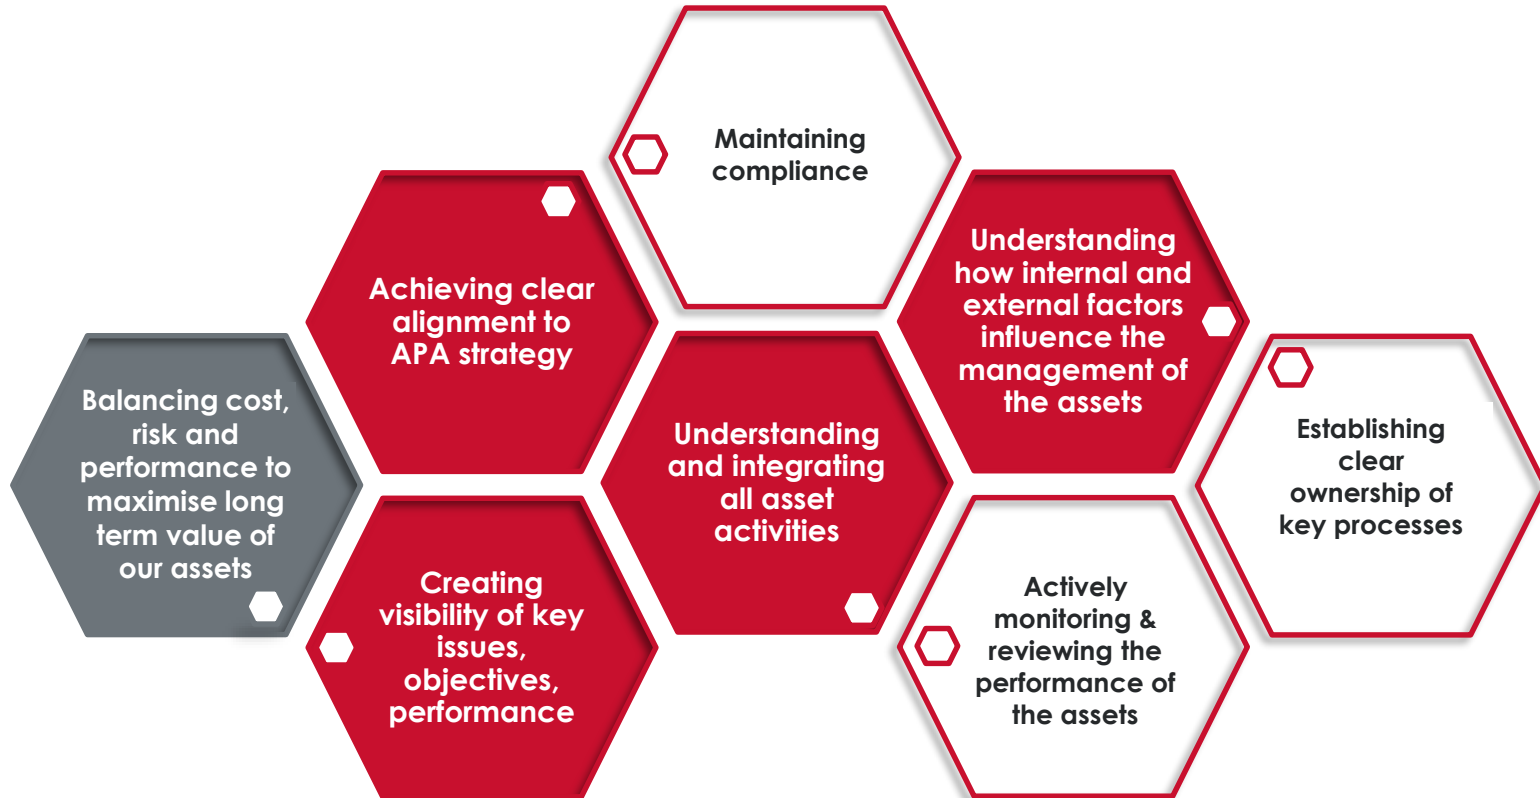 Maintaining
compliance
Achieving clear
alignment to
APA strategy
Understanding
how internal and
external factors
influence the
management of
the assets
Balancing cost,
risk and
performance to
maximise long
term value of
our assets
Understanding
and integrating
all asset
activities
Establishing
clear
ownership of
key processes
Creating
visibility of key
issues,
objectives,
performance
Actively
monitoring &
reviewing the
performance of
the assets